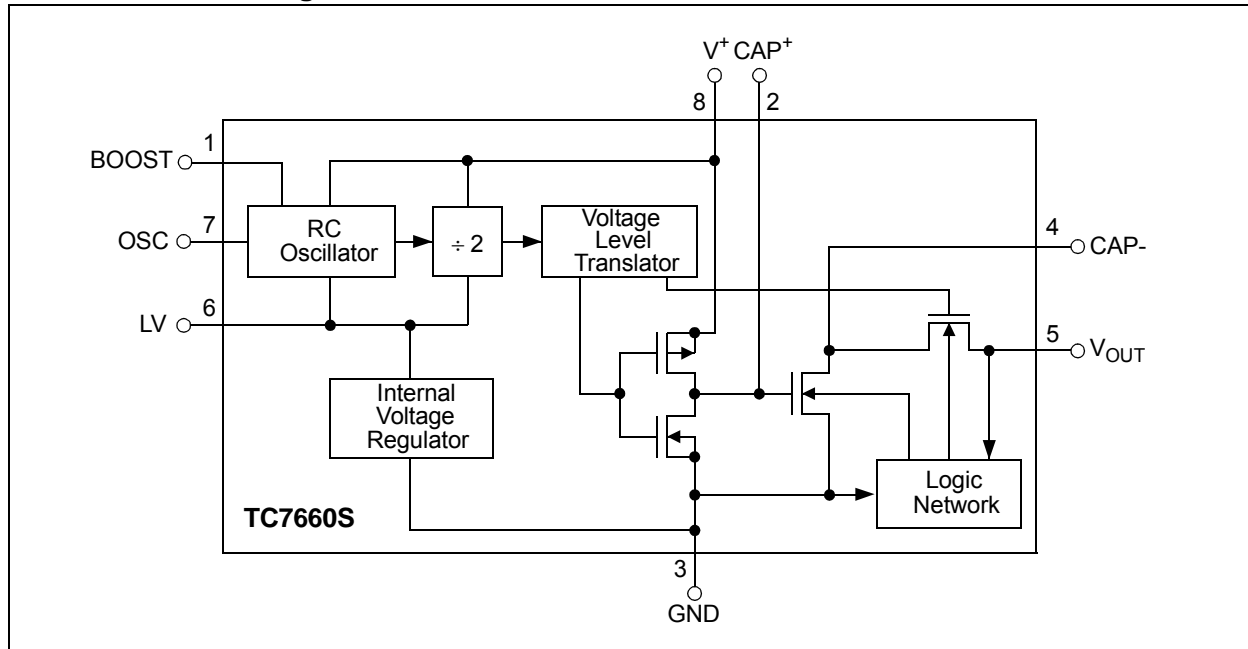 V+ CAP+
8 2
BOOST 1
OSC 7
RC
Oscillator
÷ 2
Voltage
Level
Translator
4 CAP-
LV 6
5 VOUT
Internal
Voltage
Regulator
Logic
Network
TC7660S
3
GND